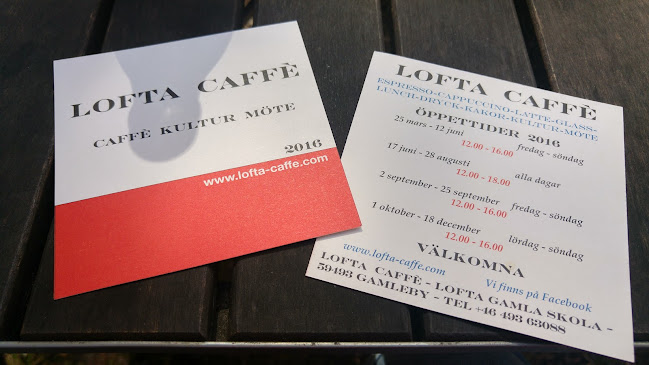 LOFTA CAFFÈ
CAFFÈ KULTUR MÖTE
2016
www.lofta-caffe.com
LOFTA CAFFÈ
ESPRESSO-CAPPUCCINO-LATTE-GLASS-
LUNCH-DRYCK-KAKOR-KULTUR-MÖTE
ÖPPETTIDER 2016
25 mars - 12 juni fredag - söndag
12.00 - 16.00
17 juni - 28 augusti alla dagar
12.00 - 18.00
2 september - 25 september fredag - söndag
12.00 - 16.00
1 oktober - 18 december lördag - söndag
12.00 - 16.00
VÄLKOMNA
www.lofta-caffe.com Vi finns på Facebook
LOFTA CAFFÈ - LOFTA GAMLA SKOLA -
59493 GAMLEBY - TEL +46 493 63088